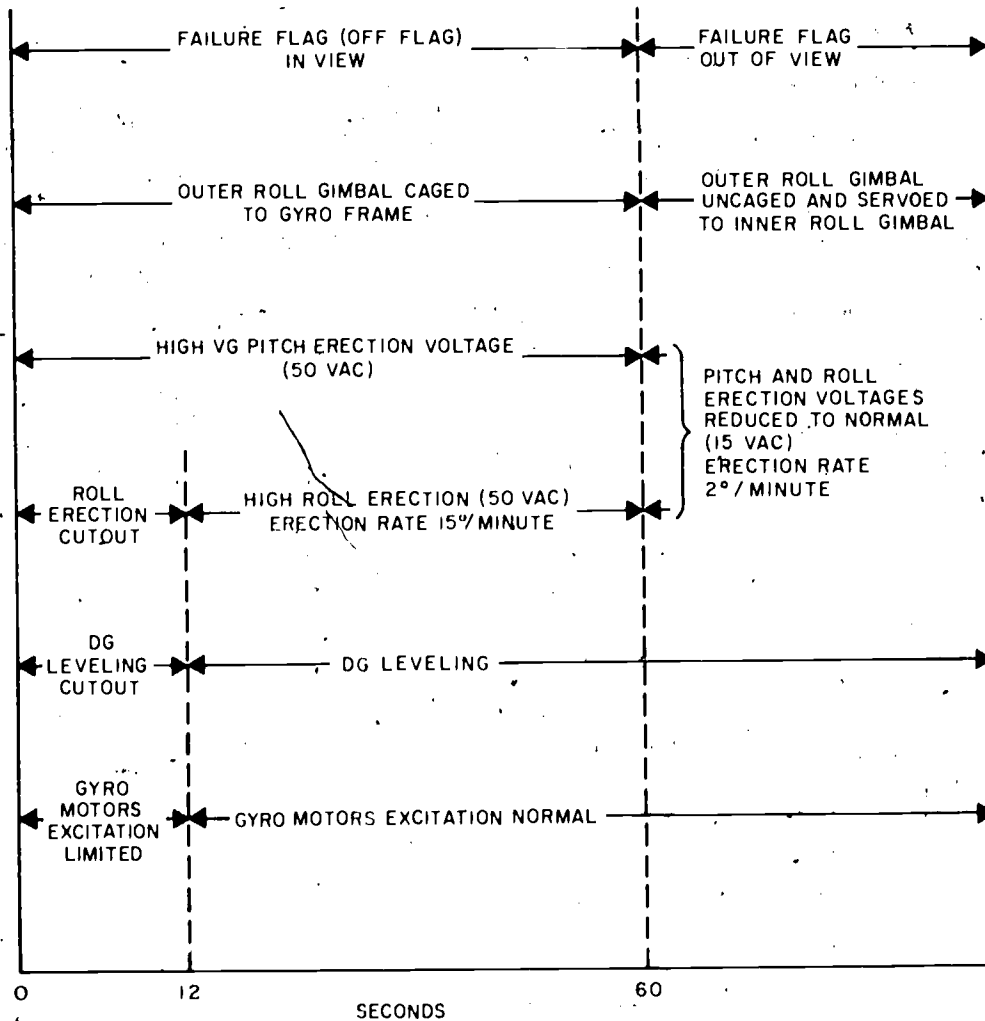 FAILURE FLAG (OFF FLAG)
IN VIEW
FAILURE FLAG
OUT OF VIEW
OUTER ROLL GIMBAL CAGED
TO GYRO FRAME
OUTER ROLL GIMBAL
UNCAGED AND SERVOED
TO INNER ROLL GIMBAL
HIGH VG PITCH ERECTION VOLTAGE
(50 VAC)
PITCH AND ROLL
ERECTION VOLTAGES
REDUCED TO NORMAL
(15 VAC)
ERECTION RATE
2°/MINUTE
ROLL
ERECTION
CUTOUT
HIGH ROLL ERECTION (50 VAC)
ERECTION RATE 15°/MINUTE
DG
LEVELING
CUTOUT
DG LEVELING
GYRO
MOTORS
EXCITATION
LIMITED
GYRO MOTORS EXCITATION NORMAL
0
12
60
SECONDS